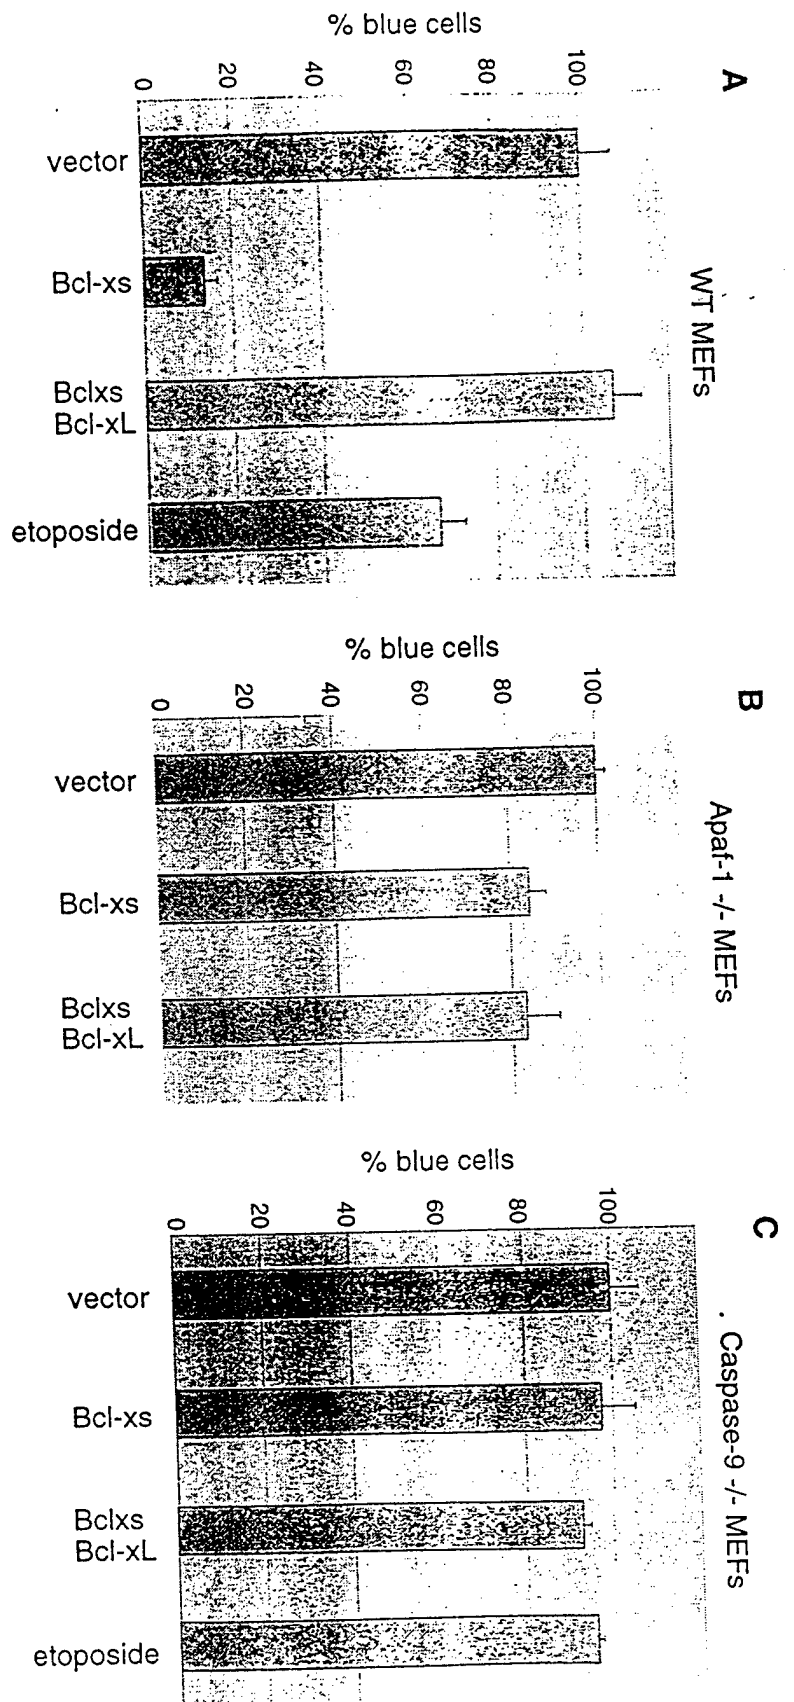 A
WT MEFs
% blue cells
0
20
40
60
80
100
vector
Bcl-xs
Bclxs
Bcl-xL
etoposide
B
Apaf-1 -/- MEFs
% blue cells
0
20
40
60
80
100
vector
Bcl-xs
Bclxs
Bcl-xL
C
Caspase-9 -/- MEFs
% blue cells
0
20
40
60
80
100
vector
Bcl-xs
Bclxs
Bcl-xL
etoposide